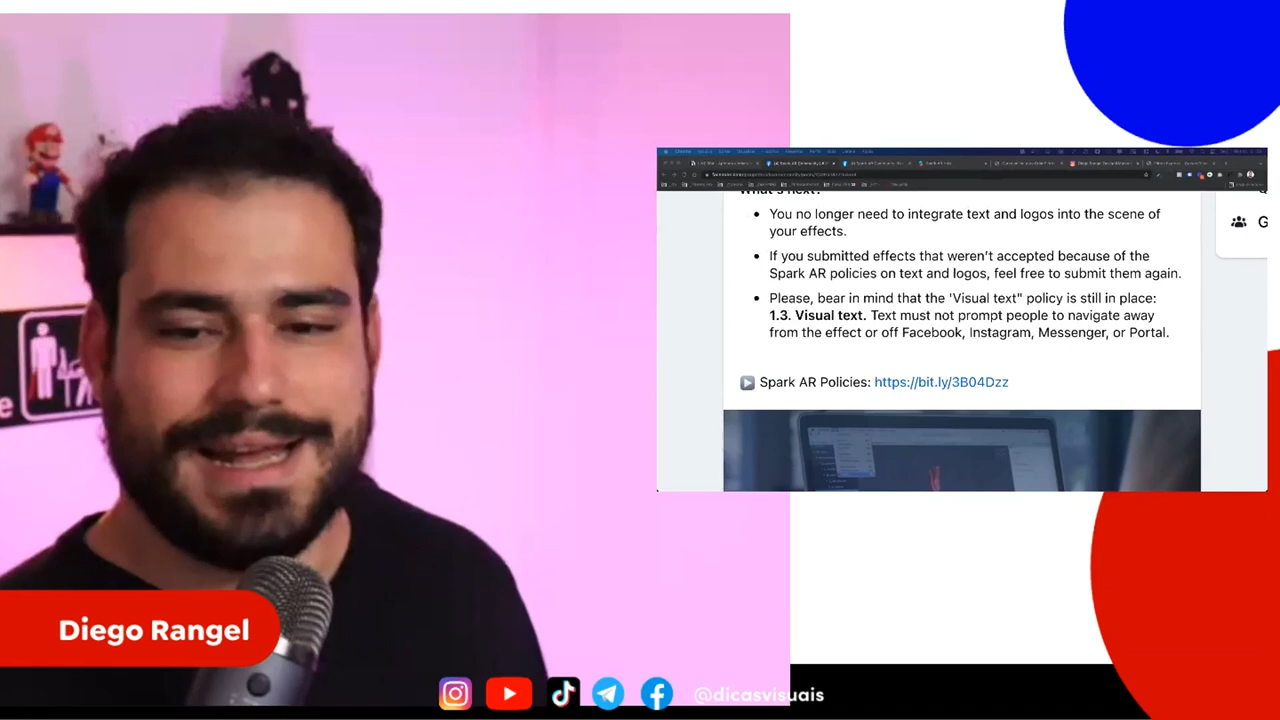 What's next?
You no longer need to integrate text and logos into the scene of
your effects.
If you submitted effects that weren't accepted because of the
Spark AR policies on text and logos, feel free to submit them again.
Please, bear in mind that the 'Visual text" policy is still in place:
1.3. Visual text. Text must not prompt people to navigate away
from the effect or off Facebook, Instagram, Messenger, or Portal.
Spark AR Policies: https://bit.ly/3B04Dzz
G
e
Diego Rangel
@dicasvisuais